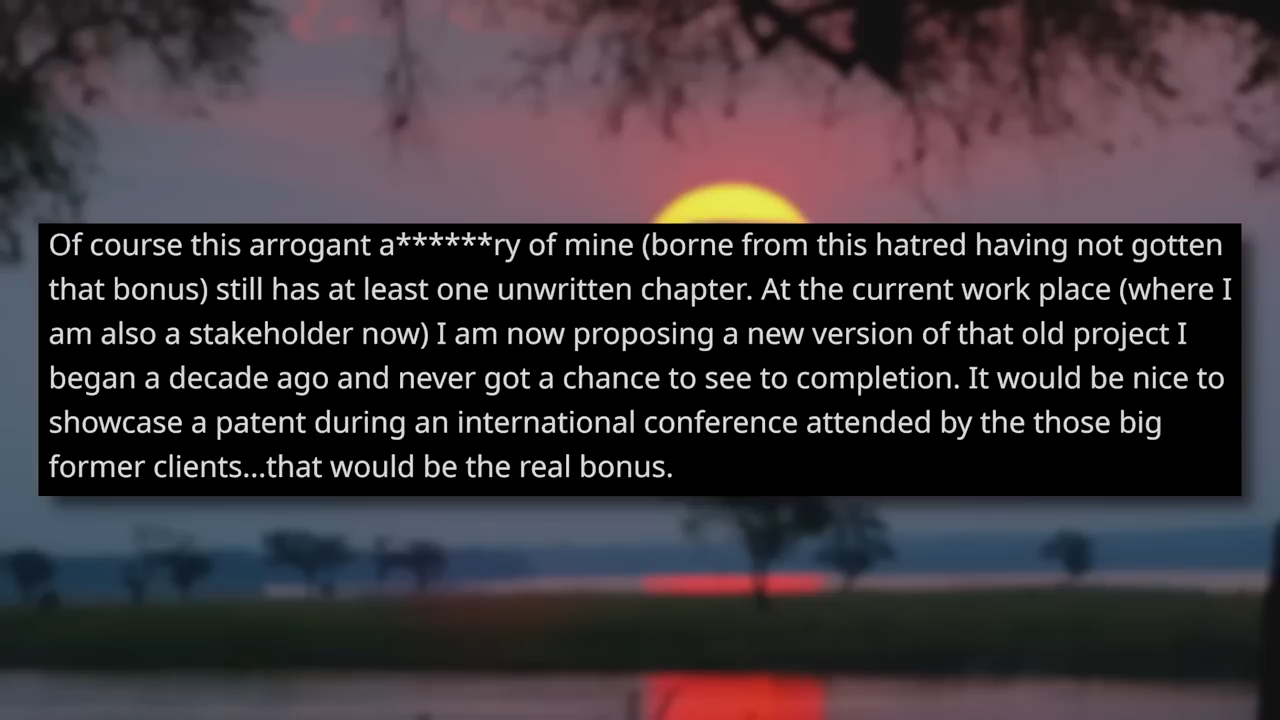 Of course this arrogant a******ry of mine (borne from this hatred having not gotten
that bonus) still has at least one unwritten chapter. At the current work place (where I
am also a stakeholder now) I am now proposing a new version of that old project I
began a decade ago and never got a chance to see to completion. It would be nice to
showcase a patent during an international conference attended by the those big
former clients...that would be the real bonus.